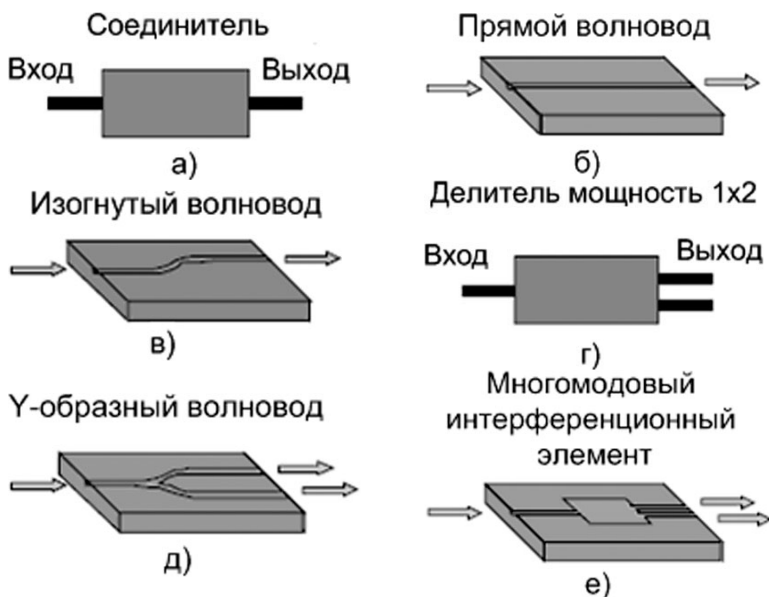 Соединитель
Вход Выход
а)
Прямой волновод
б)
Изогнутый волновод
в)
Делитель мощность 1x2
Вход Выход
г)
Y-образный волновод
д)
Многомодовый
интерференционный
элемент
е)